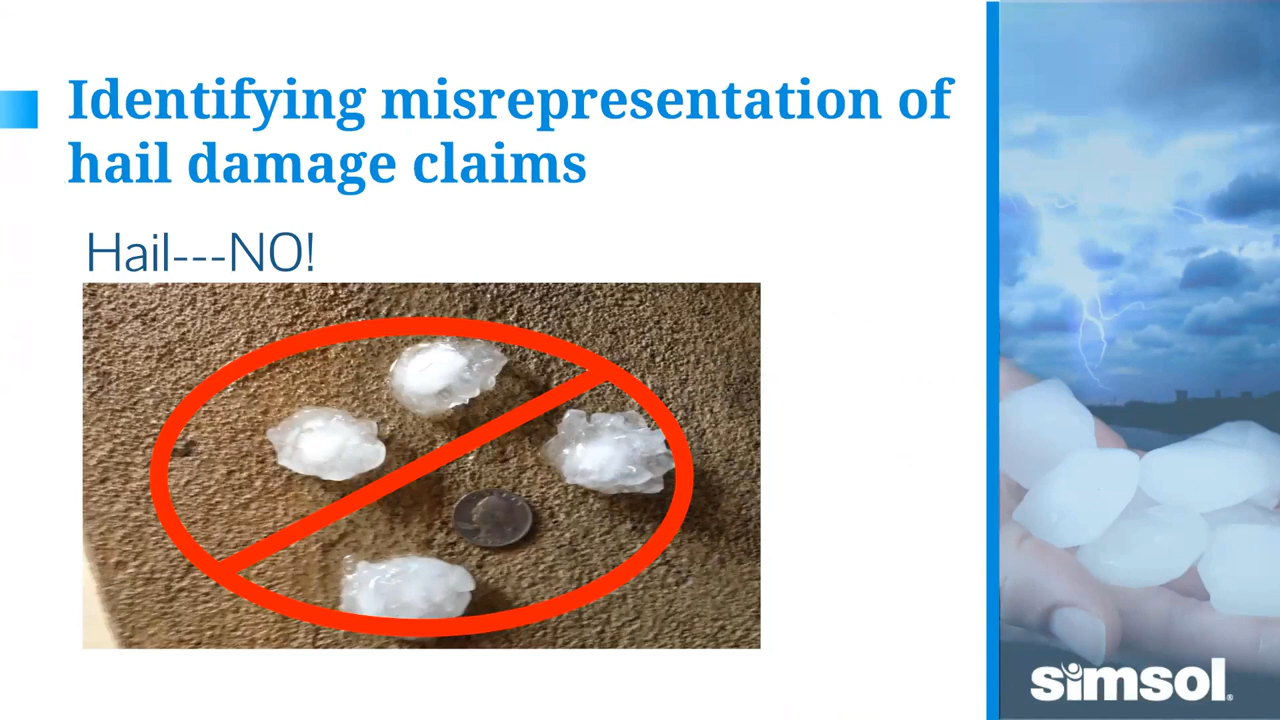 Identifying misrepresentation of
hail damage claims
Hail---NO!
simsol®